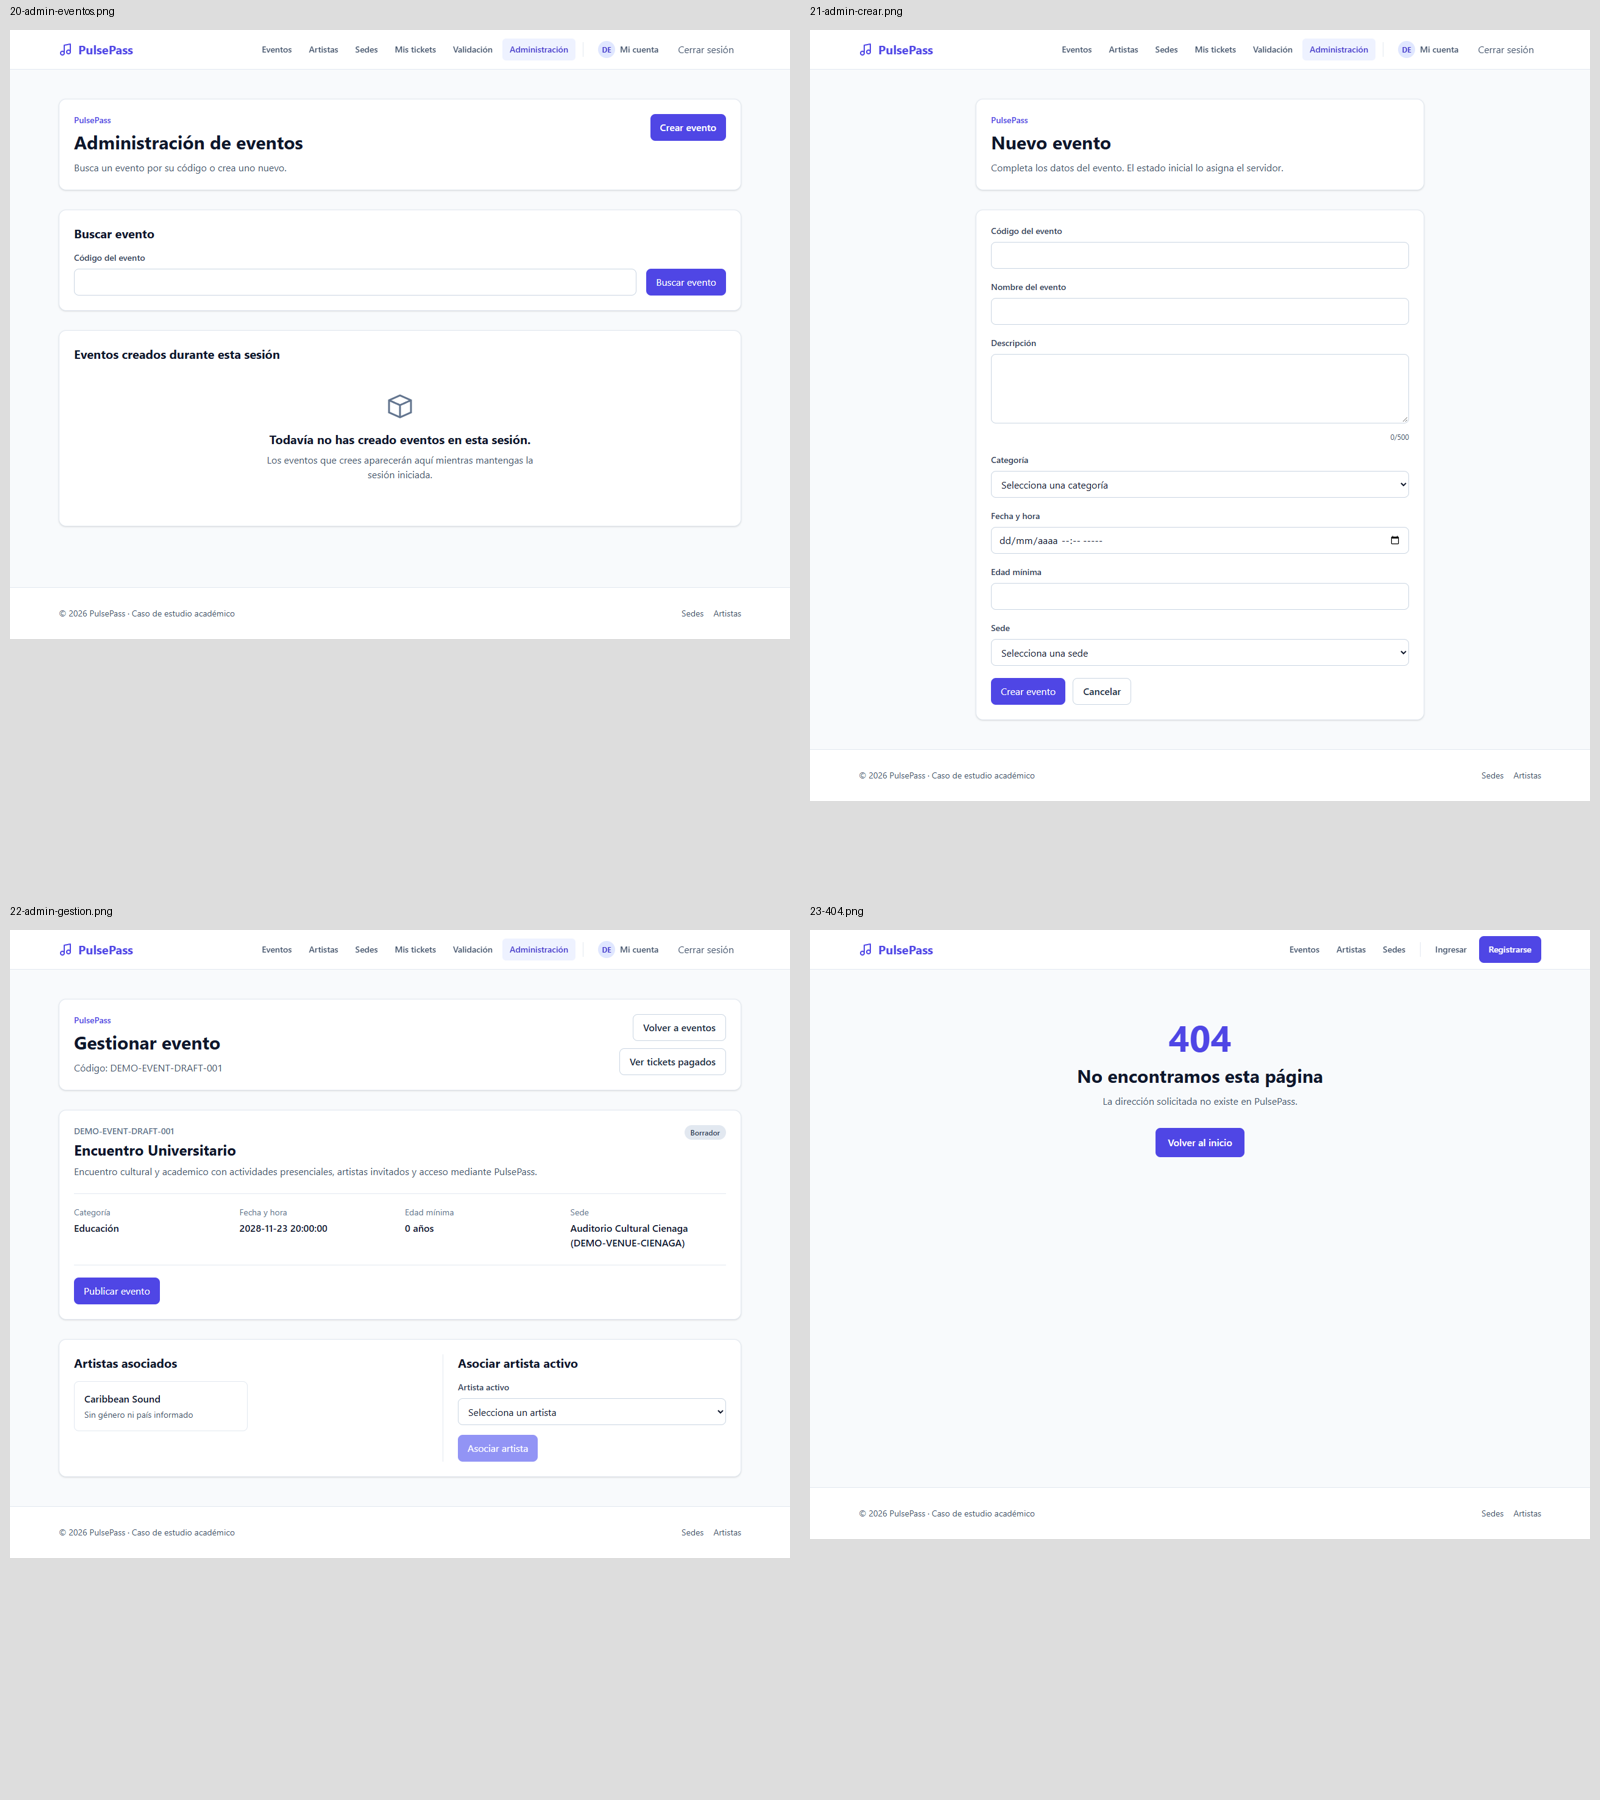 20-admin-eventos.png
PulsePass
Eventos Artistas Sedes Mis tickets Validación Administración DE Mi cuenta Cerrar sesión
PulsePass
Administración de eventos
Busca un evento por su código o crea uno nuevo.
Crear evento
Buscar evento
Código del evento
Buscar evento
Eventos creados durante esta sesión
Todavía no has creado eventos en esta sesión.
Los eventos que crees aparecerán aquí mientras mantengas la
sesión iniciada.
© 2026 PulsePass · Caso de estudio académico
Sedes Artistas
21-admin-crear.png
PulsePass
Eventos Artistas Sedes Mis tickets Validación Administración DE Mi cuenta Cerrar sesión
PulsePass
Nuevo evento
Completa los datos del evento. El estado inicial lo asigna el servidor.
Código del evento
Nombre del evento
Descripción
0/500
Categoría
Selecciona una categoría
Fecha y hora
dd/mm/aaaa --:-- -----
Edad mínima
Sede
Selecciona una sede
Crear evento Cancelar
© 2026 PulsePass · Caso de estudio académico
Sedes Artistas
22-admin-gestion.png
PulsePass
Eventos Artistas Sedes Mis tickets Validación Administración DE Mi cuenta Cerrar sesión
PulsePass
Gestionar evento
Código: DEMO-EVENT-DRAFT-001
Volver a eventos
Ver tickets pagados
DEMO-EVENT-DRAFT-001
Borrador
Encuentro Universitario
Encuentro cultural y academico con actividades presenciales, artistas invitados y acceso mediante PulsePass.
Categoría
Educación
Fecha y hora
2028-11-23 20:00:00
Edad mínima
0 años
Sede
Auditorio Cultural Cienaga
(DEMO-VENUE-CIENAGA)
Publicar evento
Artistas asociados
Caribbean Sound
Sin género ni país informado
Asociar artista activo
Artista activo
Selecciona un artista
Asociar artista
© 2026 PulsePass · Caso de estudio académico
Sedes Artistas
23-404.png
PulsePass
Eventos Artistas Sedes Ingresar Registrarse
404
No encontramos esta página
La dirección solicitada no existe en PulsePass.
Volver al inicio
© 2026 PulsePass · Caso de estudio académico
Sedes Artistas